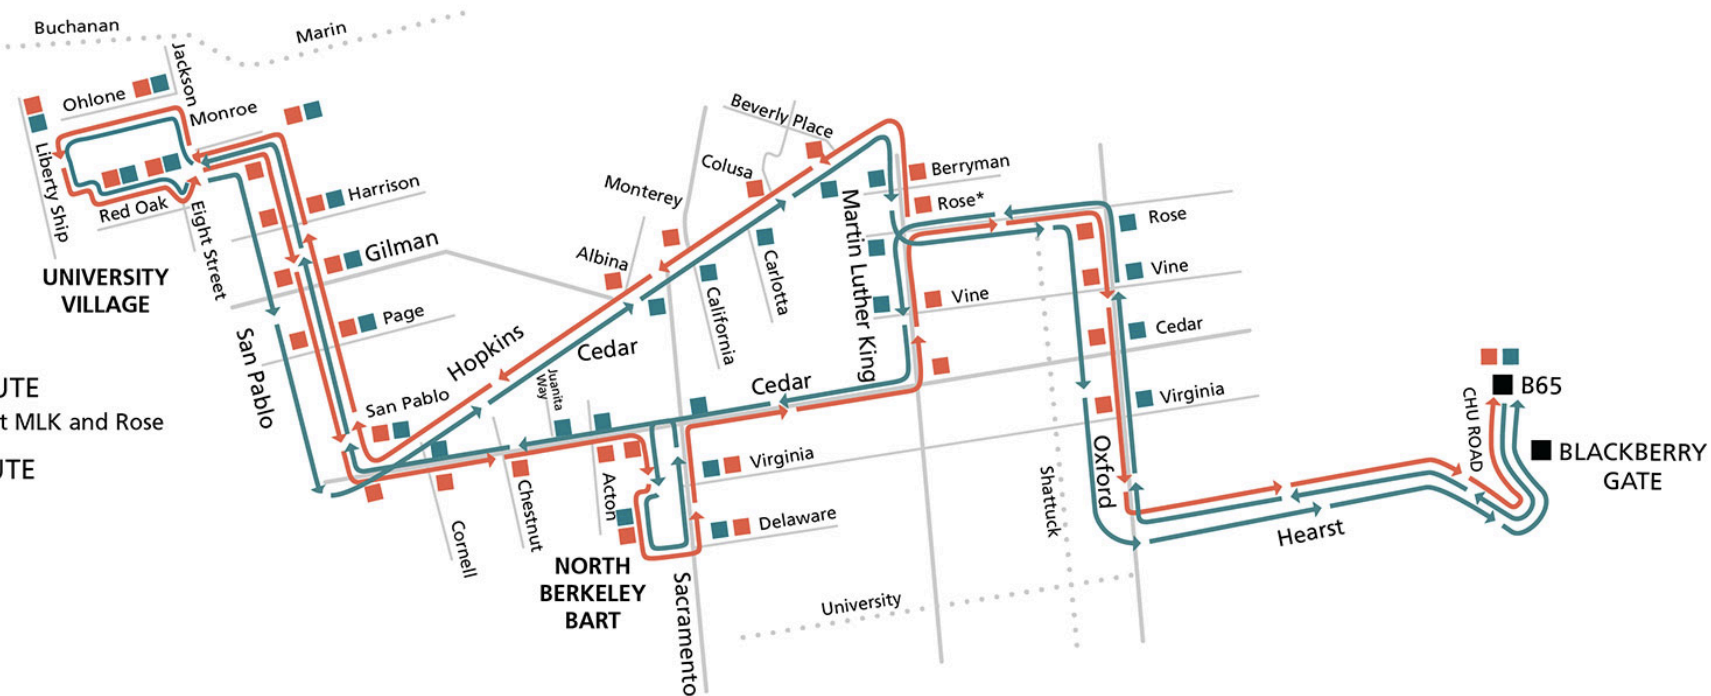 Buchanan
Marin
Jackson
Ohlone
Monroe
Liberty Ship
Red Oak
Eight Street
Harrison
Gilman
UNIVERSITY
VILLAGE
Page
San Pablo
San Pablo
UTE
t MLK and Rose
UTE
Hopkins
Cedar
Albina
Monterey
Colusa
Beverly Place
Carlotta
California
Juanita
Way
Cedar
Martin Luther King
Berryman
Rose*
Vine
Rose
Vine
Cedar
Virginia
Virginia
Delaware
Acton
Chestnut
Cornell
NORTH
BERKELEY
BART
Sacramento
University
Shattuck
Oxford
Hearst
CHU ROAD
B65
BLACKBERRY
GATE